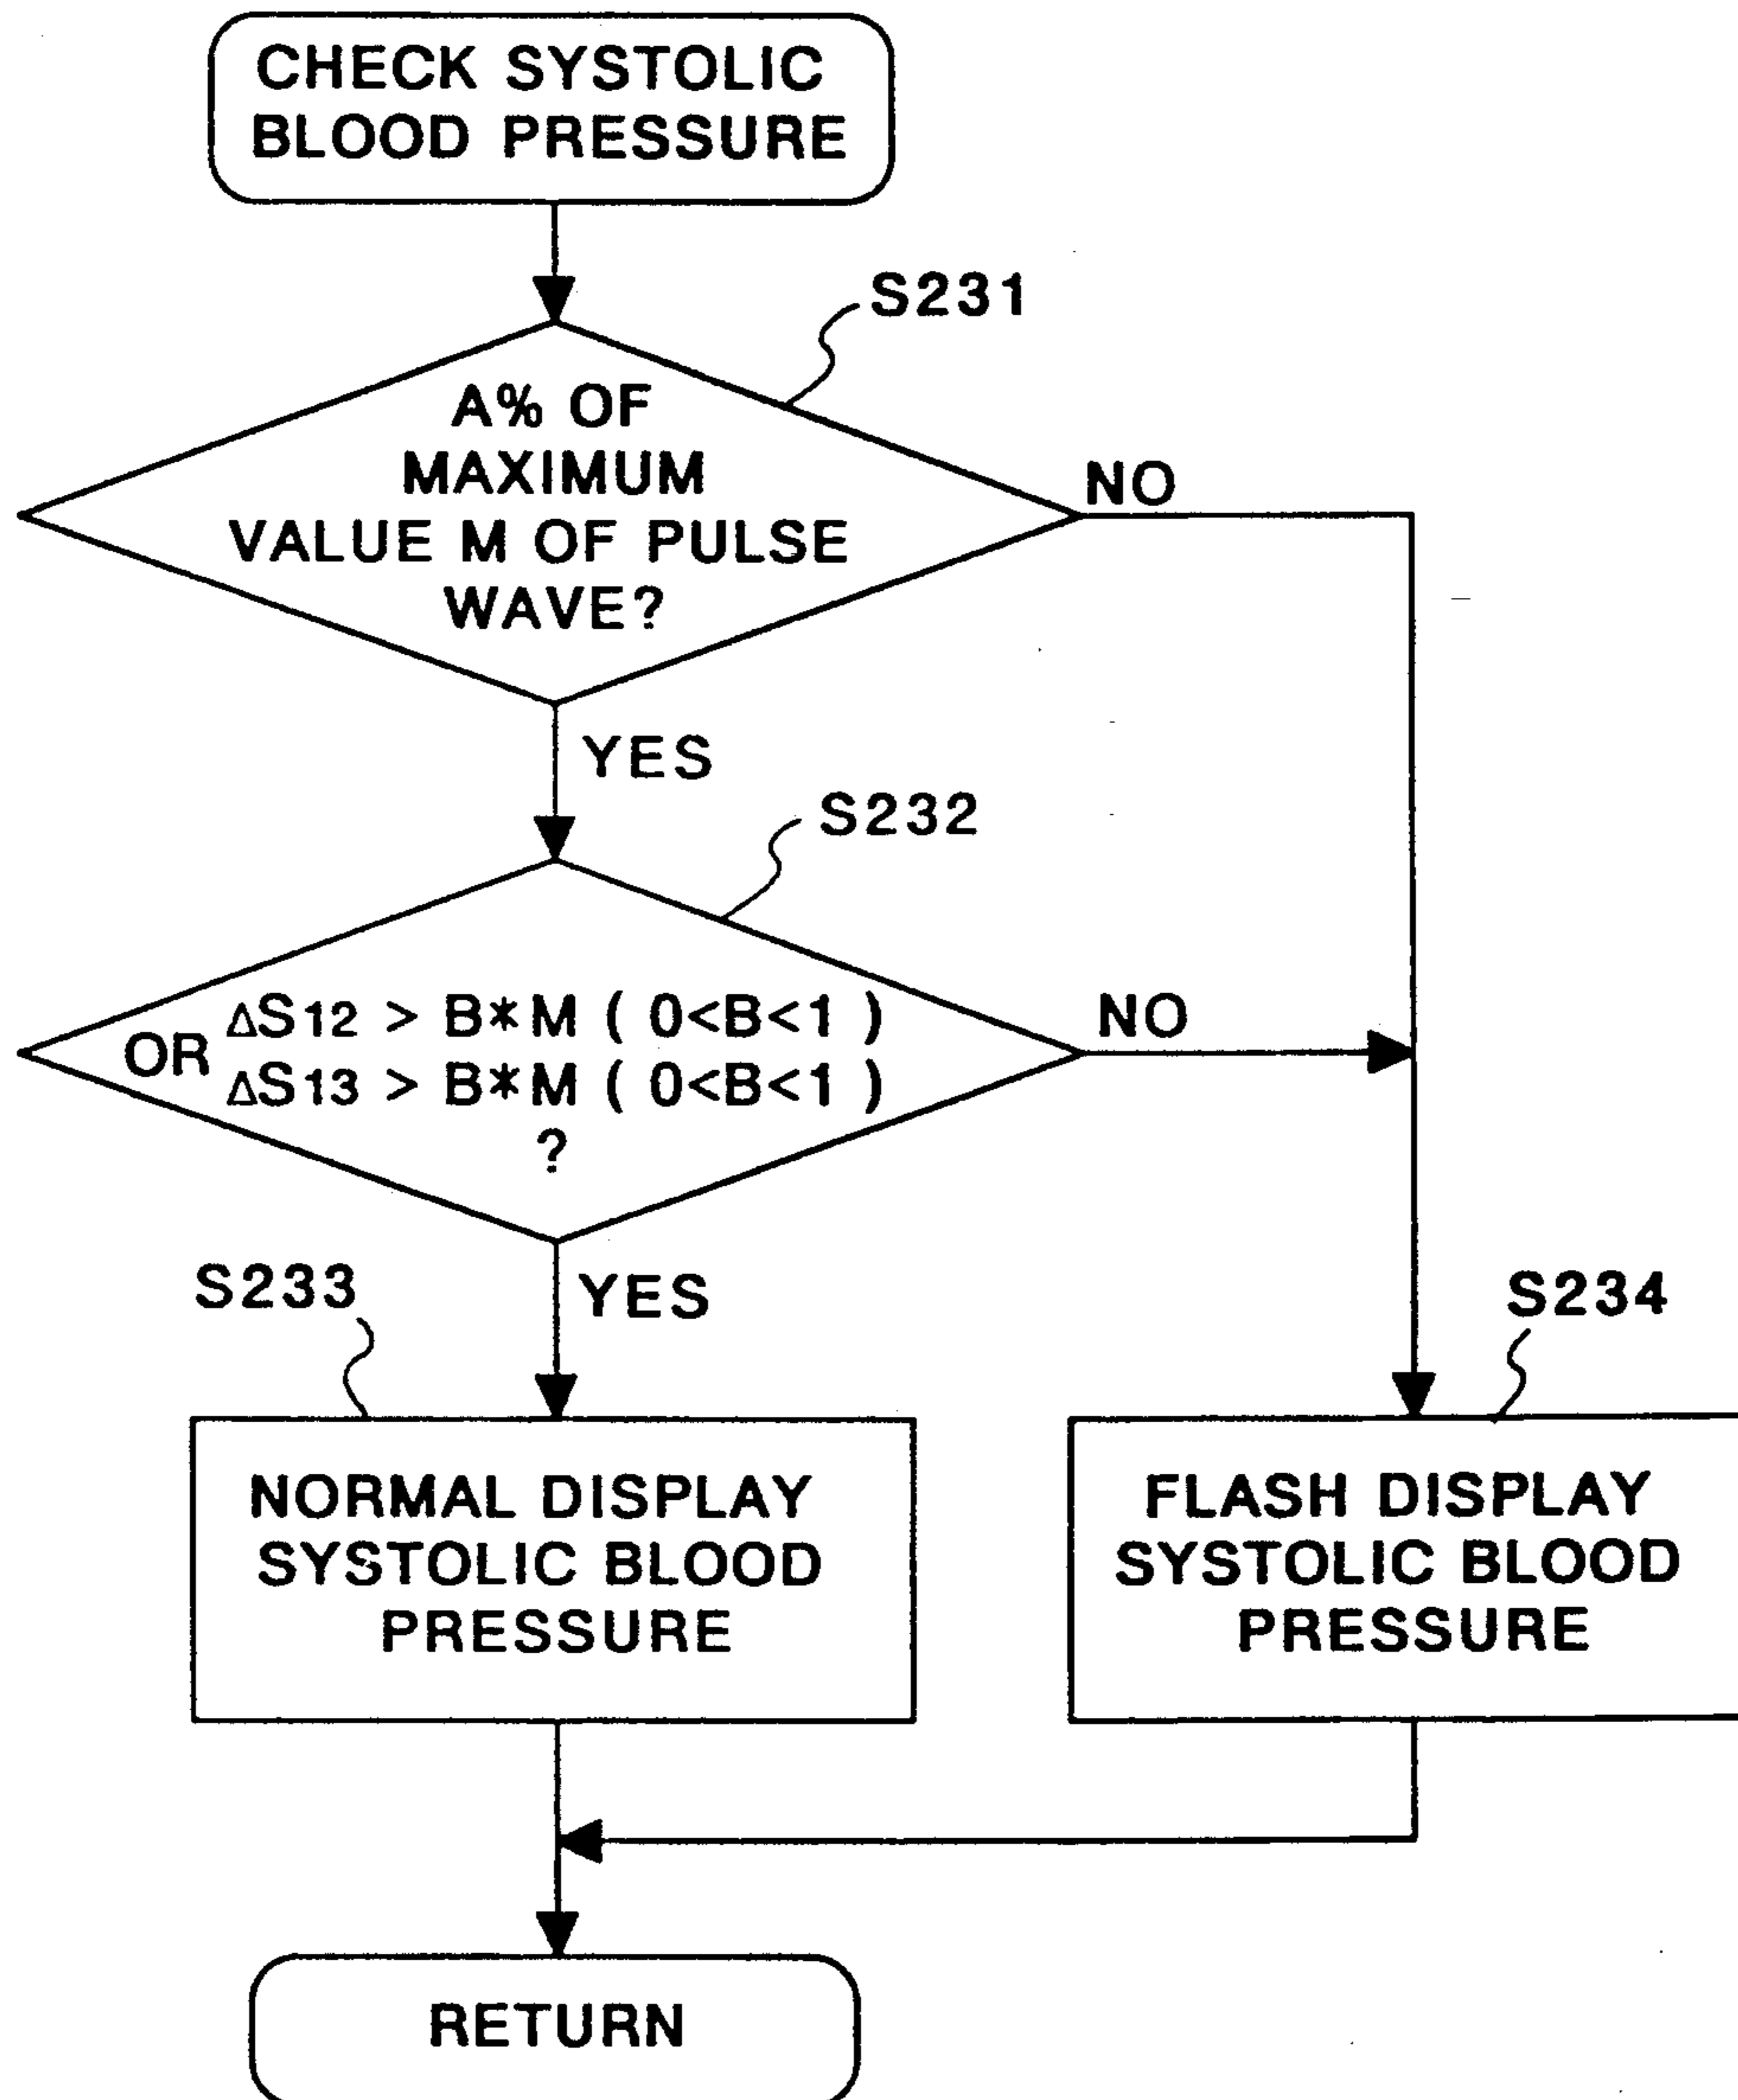 CHECK SYSTOLIC
BLOOD PRESSURE
S231
A% OF
MAXIMUM
VALUE M OF PULSE
WAVE?
NO
YES
S232
ΔS12 > B*M ( 0<B<1 )
OR
ΔS13 > B*M ( 0<B<1 )
?
NO
YES
S233
S234
NORMAL DISPLAY
SYSTOLIC BLOOD
PRESSURE
FLASH DISPLAY
SYSTOLIC BLOOD
PRESSURE
RETURN